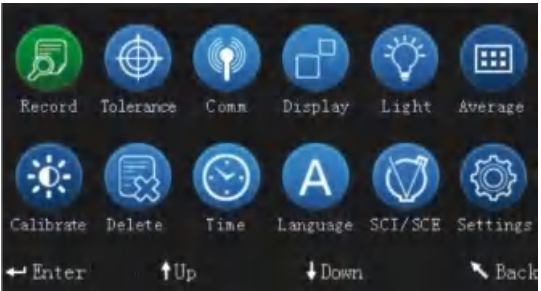 Record Tolerance Comm Display Light Average
A
Calibrate Delete Time Language SCI/SCE Settings
Enter Up Down Back